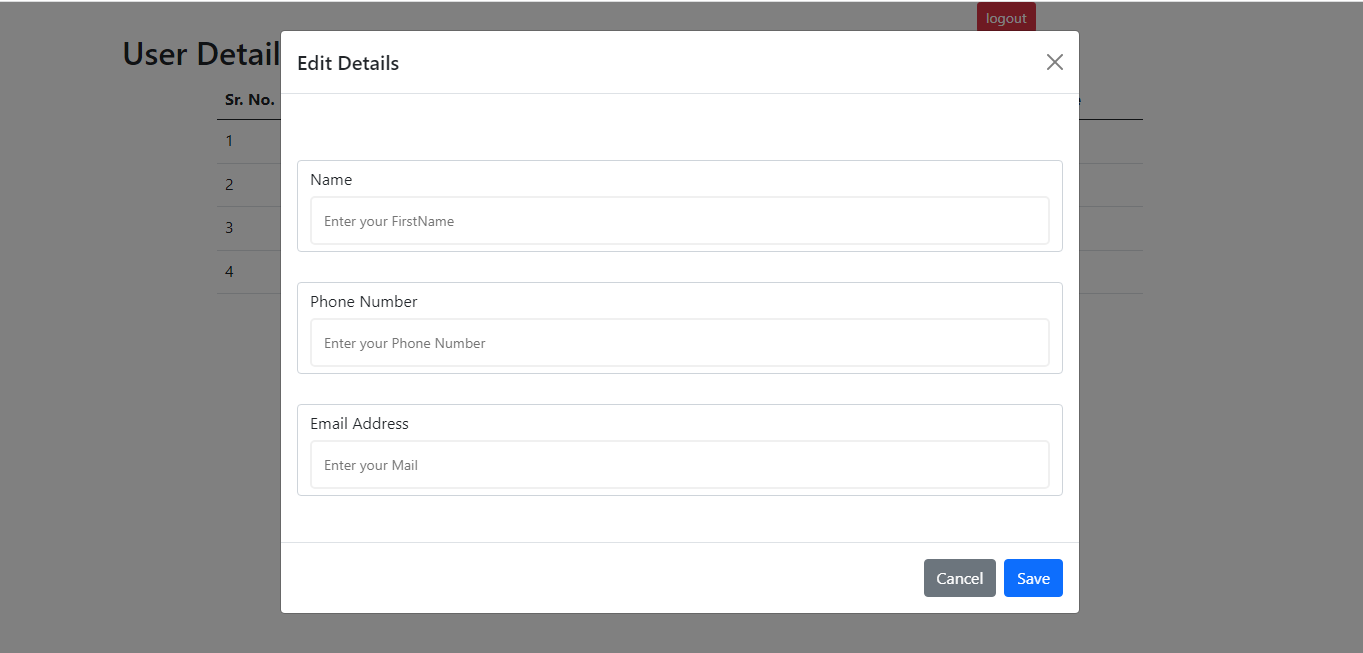 logout
User Detail
Edit Details
Sr. No.
1
2
3
4
Name
Enter your FirstName
Phone Number
Enter your Phone Number
Email Address
Enter your Mail
Cancel Save